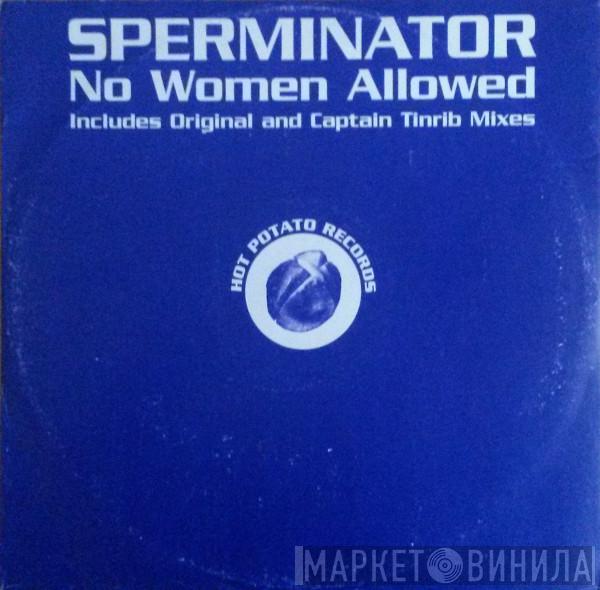 SPERMINATOR
No Women Allowed
Includes Original and Captain Tinrib Mixes
HOT POTATO RECORDS
МАРКЕТ ВИНИЛА